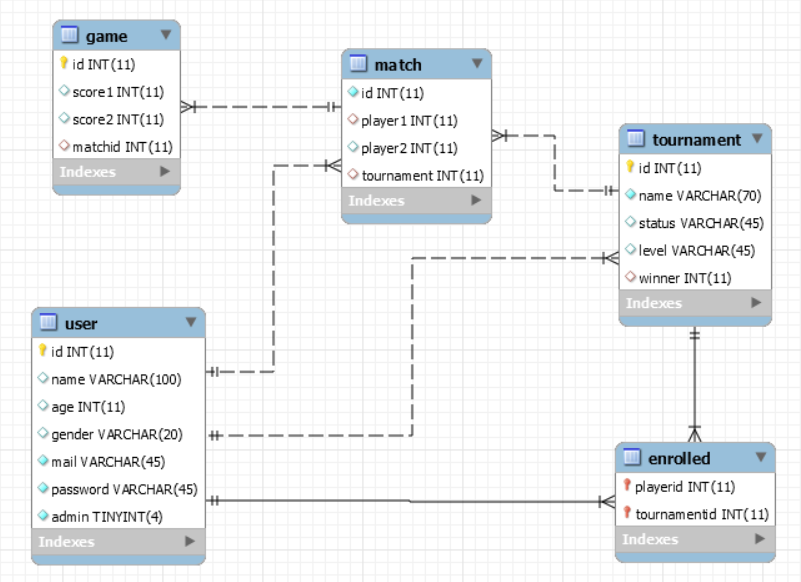 game
id INT(11)
score1 INT(11)
score2 INT(11)
matchid INT(11)
Indexes
match
id INT(11)
player1 INT(11)
player2 INT(11)
tournament INT(11)
Indexes
tournament
id INT(11)
name VARCHAR(70)
status VARCHAR(45)
level VARCHAR(45)
winner INT(11)
Indexes
user
id INT(11)
name VARCHAR(100)
age INT(11)
gender VARCHAR(20)
mail VARCHAR(45)
password VARCHAR(45)
admin TINYINT(4)
Indexes
enrolled
playerid INT(11)
tournamentid INT(11)
Indexes